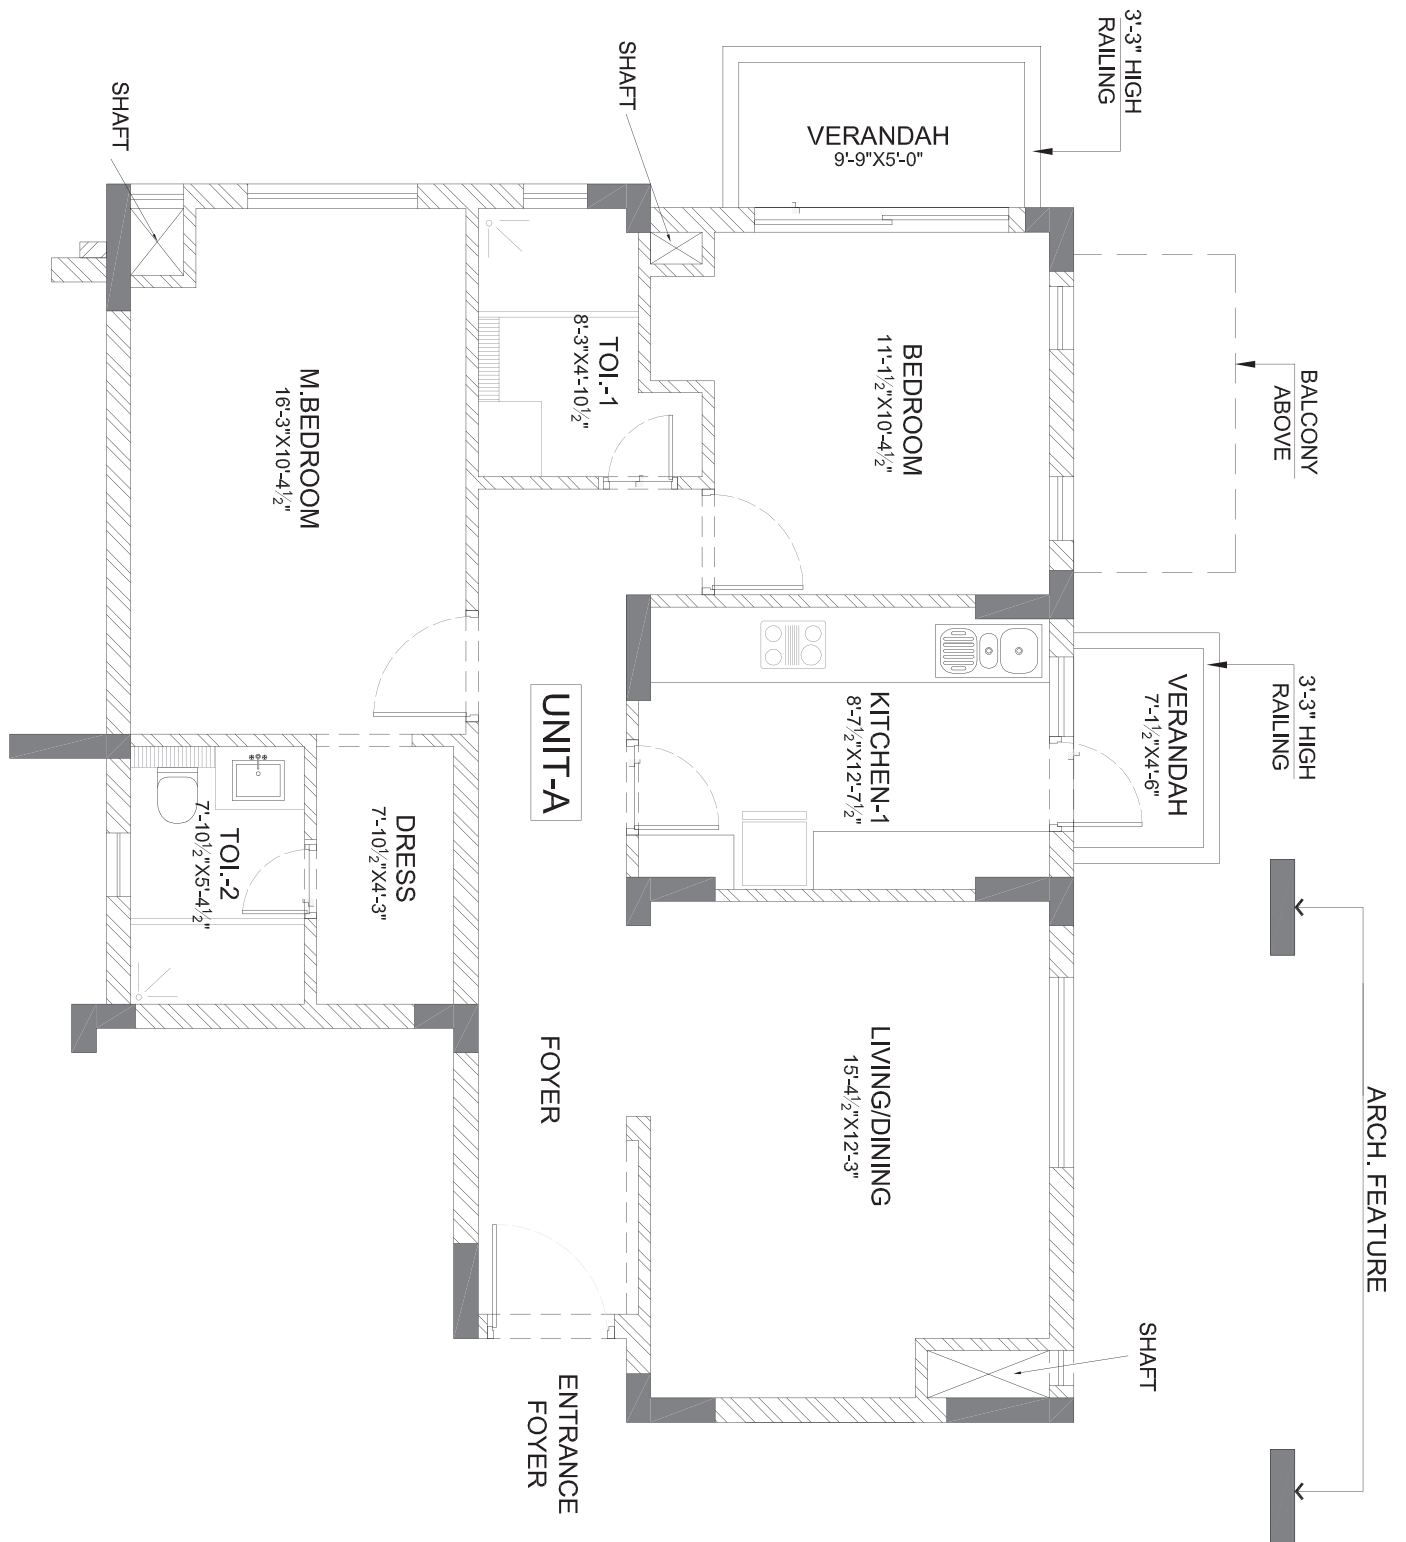 3'-3" HIGH
RAILING
SHAFT
SHAFT
VERANDAH
9'-9"X5'-0"
BEDROOM
11'-1½"X10'-4½"
TOI.-1
8'-3"X4'-10½"
M.BEDROOM
16'-3"X10'-4½"
BALCONY
ABOVE
3'-3" HIGH
RAILING
VERANDAH
7'-1½"X4'-6"
KITCHEN-1
8'-7½"X12'-7½"
UNIT-A
DRESS
7'-10½"X4'-3"
TOI.-2
7'-10½"X5'-4½"
LIVING/DINING
15'-4½"X12'-3"
FOYER
ARCH. FEATURE
SHAFT
ENTRANCE
FOYER